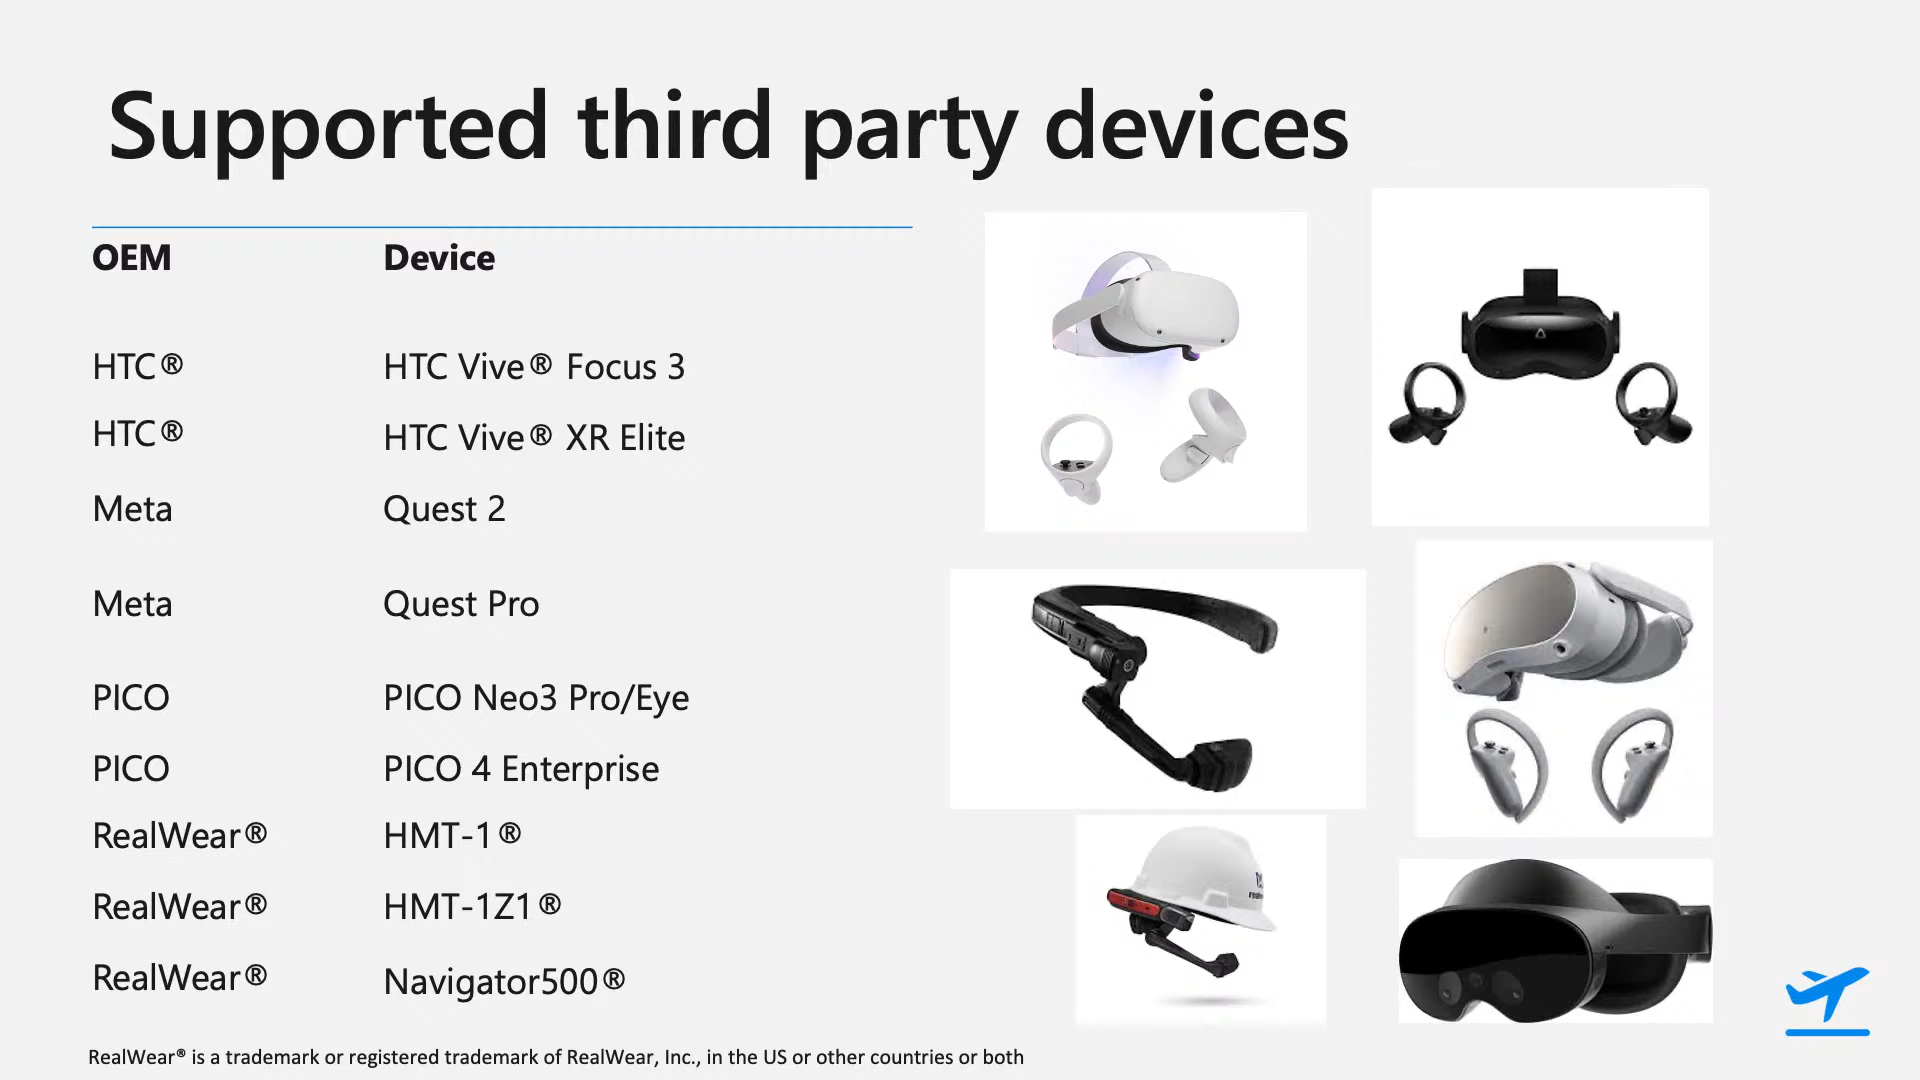 Supported third party devices
OEM Device
HTC® HTC Vive® Focus 3
HTC® HTC Vive® XR Elite
Meta Quest 2
Meta Quest Pro
PICO PICO Neo3 Pro/Eye
PICO PICO 4 Enterprise
RealWear® HMT-1®
RealWear® HMT-1Z1®
RealWear® Navigator500®
RealWear® is a trademark or registered trademark of RealWear, Inc., in the US or other countries or both